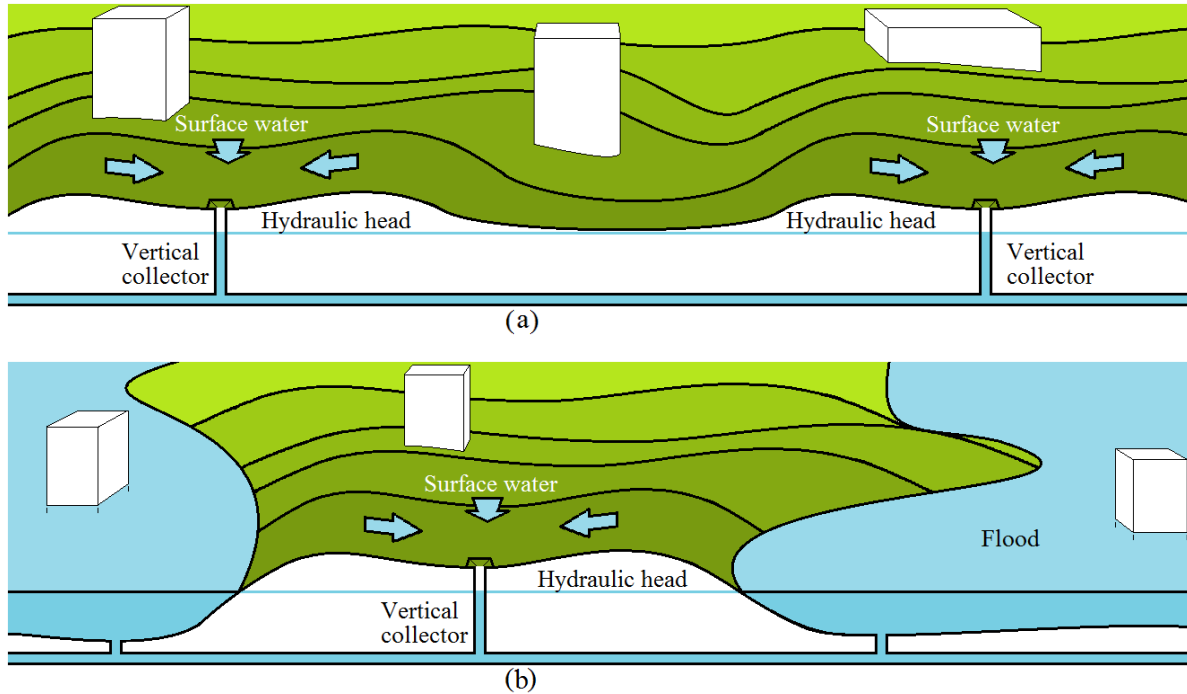 Surface water
Surface water
Hydraulic head
Hydraulic head
Vertical
collector
Vertical
collector
(a)
Surface water
Flood
Hydraulic head
Vertical
collector
(b)